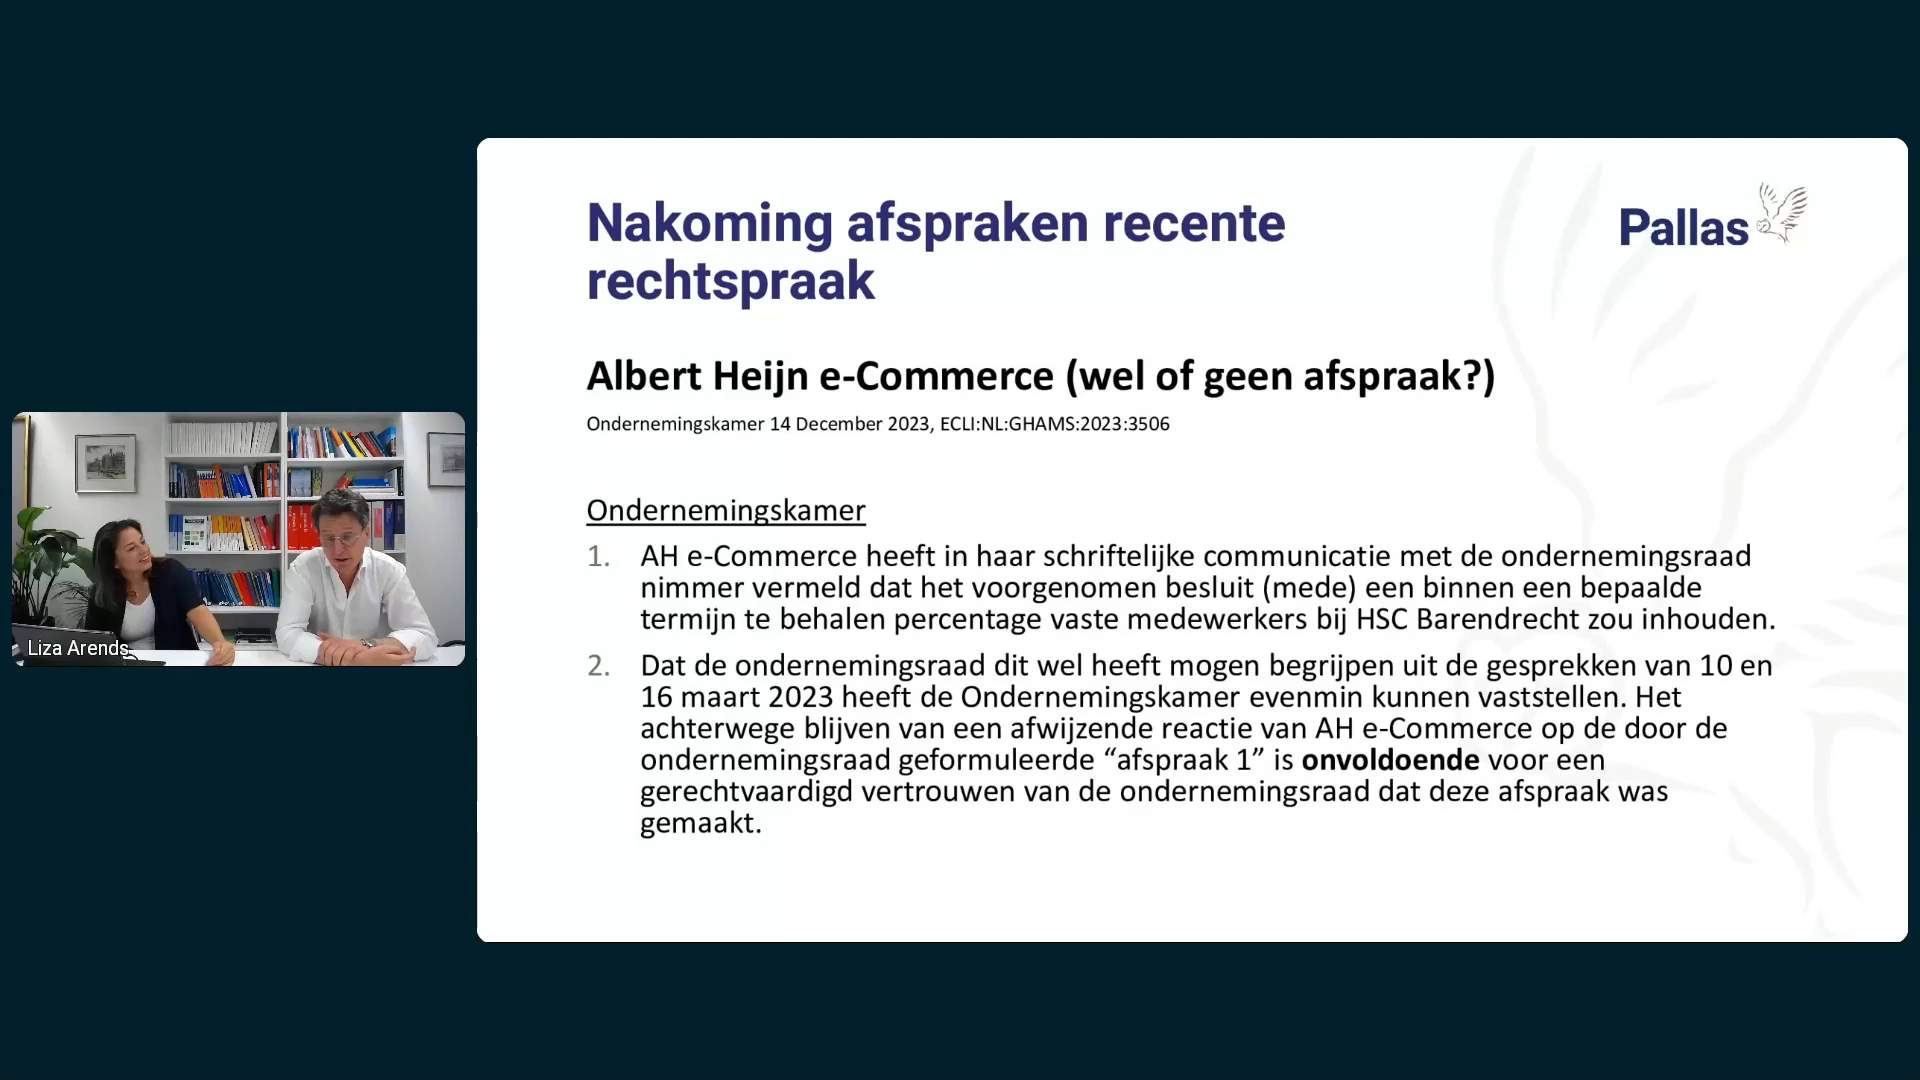 Nakoming afspraken recente
rechtspraak
Pallas
Albert Heijn e-Commerce (wel of geen afspraak?)
Ondernemingskamer 14 December 2023, ECLI:NL:GHAMS:2023:3506
Ondernemingskamer
1. AH e-Commerce heeft in haar schriftelijke communicatie met de ondernemingsraad
nimmer vermeld dat het voorgenomen besluit (mede) een binnen een bepaalde
termijn te behalen percentage vaste medewerkers bij HSC Barendrecht zou inhouden.
2. Dat de ondernemingsraad dit wel heeft mogen begrijpen uit de gesprekken van 10 en
16 maart 2023 heeft de Ondernemingskamer evenmin kunnen vaststellen. Het
achterwege blijven van een afwijzende reactie van AH e-Commerce op de door de
ondernemingsraad geformuleerde “afspraak 1” is onvoldoende voor een
gerechtvaardigd vertrouwen van de ondernemingsraad dat deze afspraak was
gemaakt.
Liza Arends